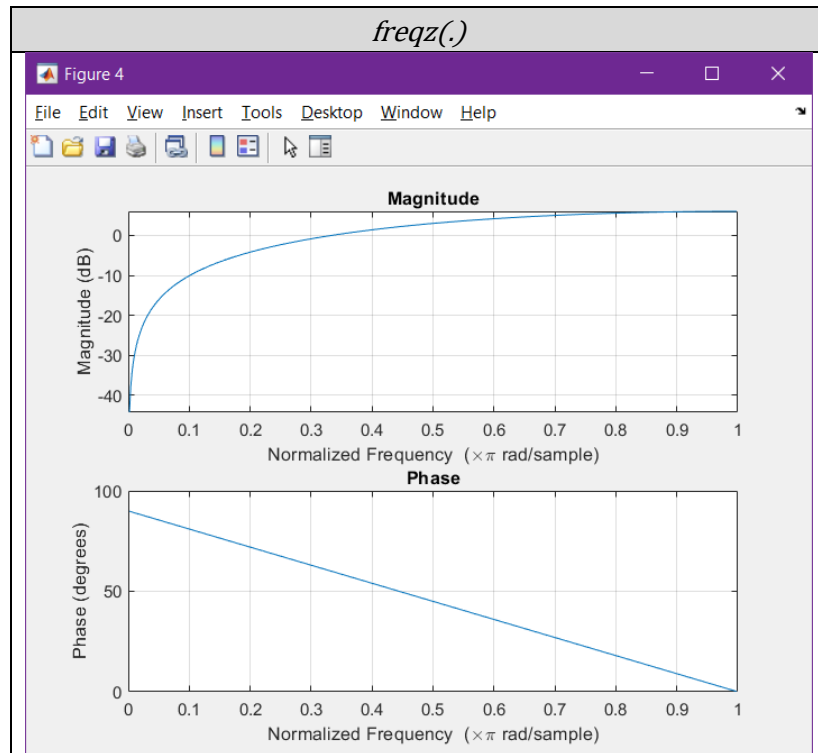 freqz(.)
Figure 4
File Edit View Insert Tools Desktop Window Help
Magnitude
Magnitude (dB)
0
-10
-20
-30
-40
0 0.1 0.2 0.3 0.4 0.5 0.6 0.7 0.8 0.9 1
Normalized Frequency (×π rad/sample)
Phase
Phase (degrees)
100
50
0
0 0.1 0.2 0.3 0.4 0.5 0.6 0.7 0.8 0.9 1
Normalized Frequency (×π rad/sample)